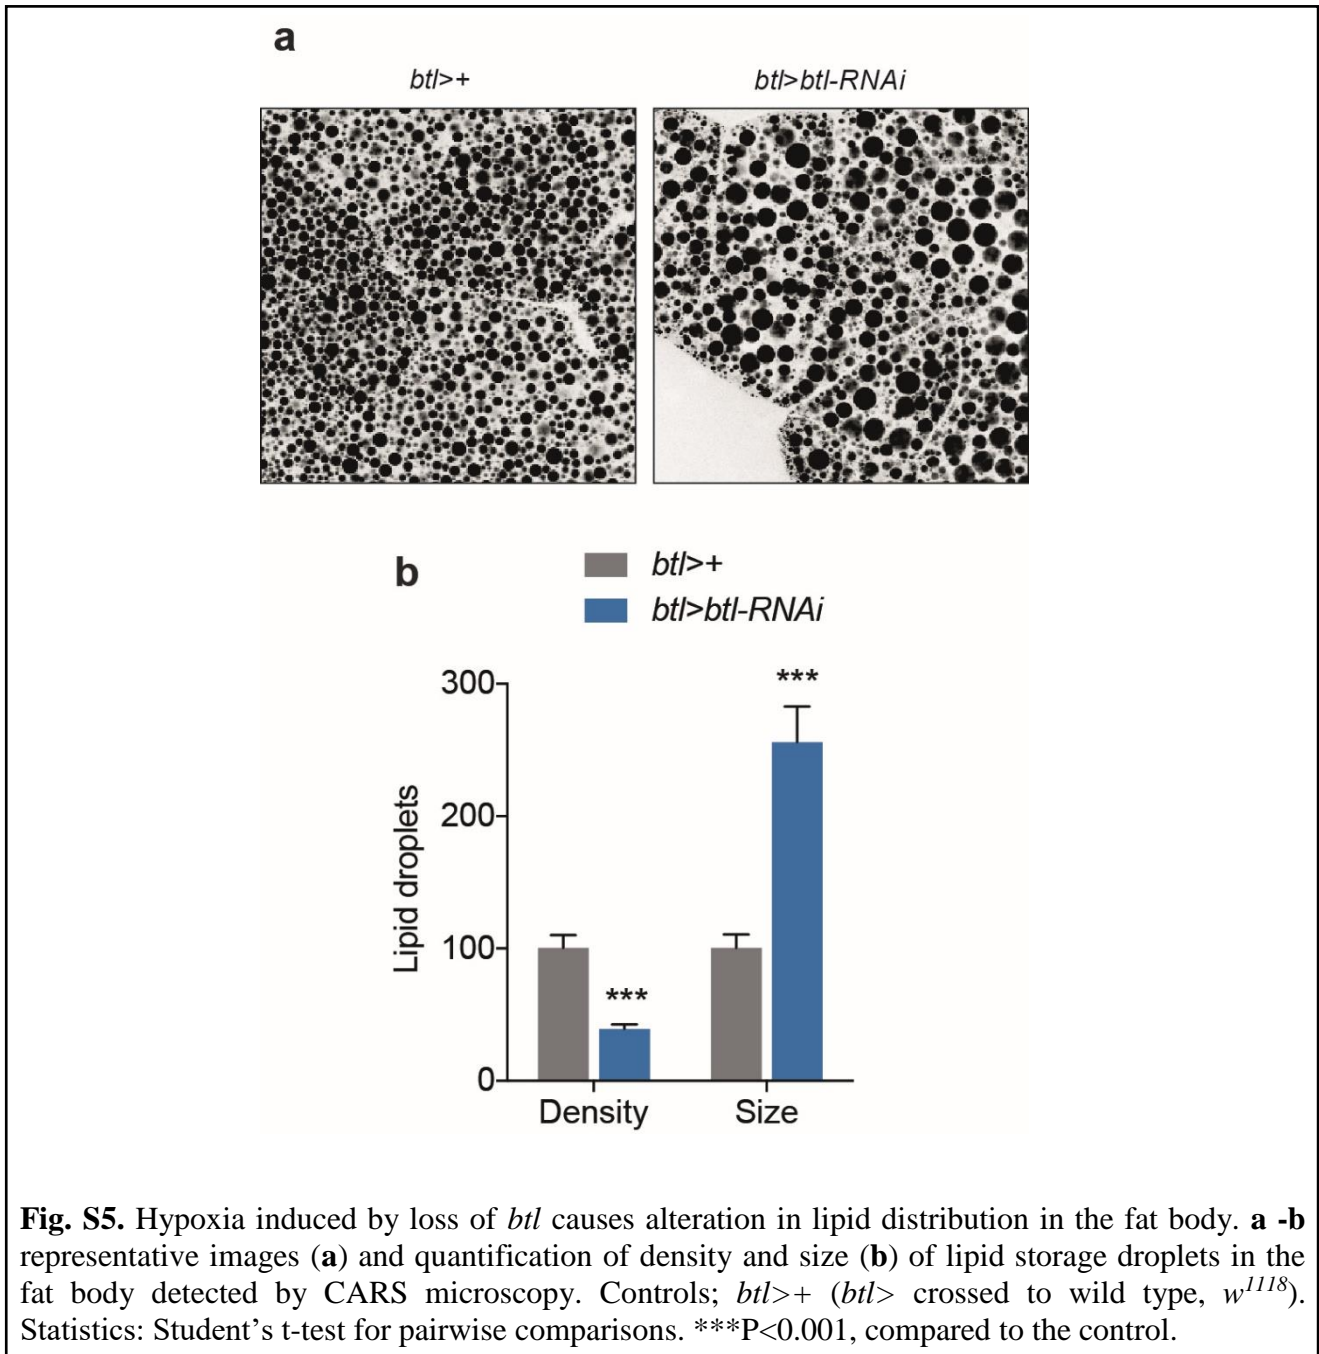 a
btl>+
btl>btl-RNAi
b
btl>+
btl>btl-RNAi
Lipid droplets
300
200
100
0
***
***
Density
Size
Fig. S5. Hypoxia induced by loss of btl causes alteration in lipid distribution in the fat body. a -b
representative images (a) and quantification of density and size (b) of lipid storage droplets in the
fat body detected by CARS microscopy. Controls; btl>+ (btl> crossed to wild type, w1118).
Statistics: Student’s t-test for pairwise comparisons. ***P<0.001, compared to the control.